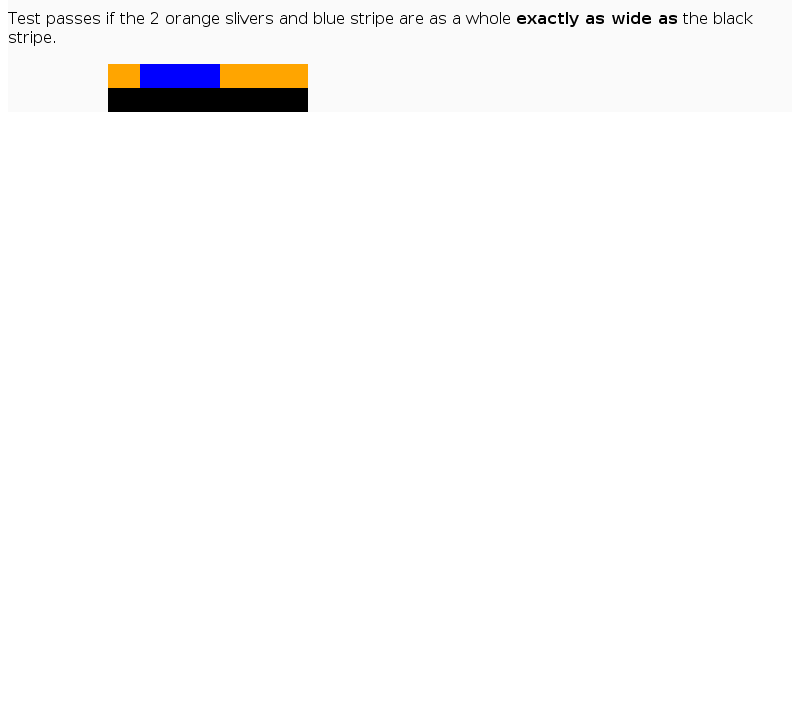 Test passes if the 2 orange slivers and blue stripe are as a whole exactly as wide as the black
stripe.